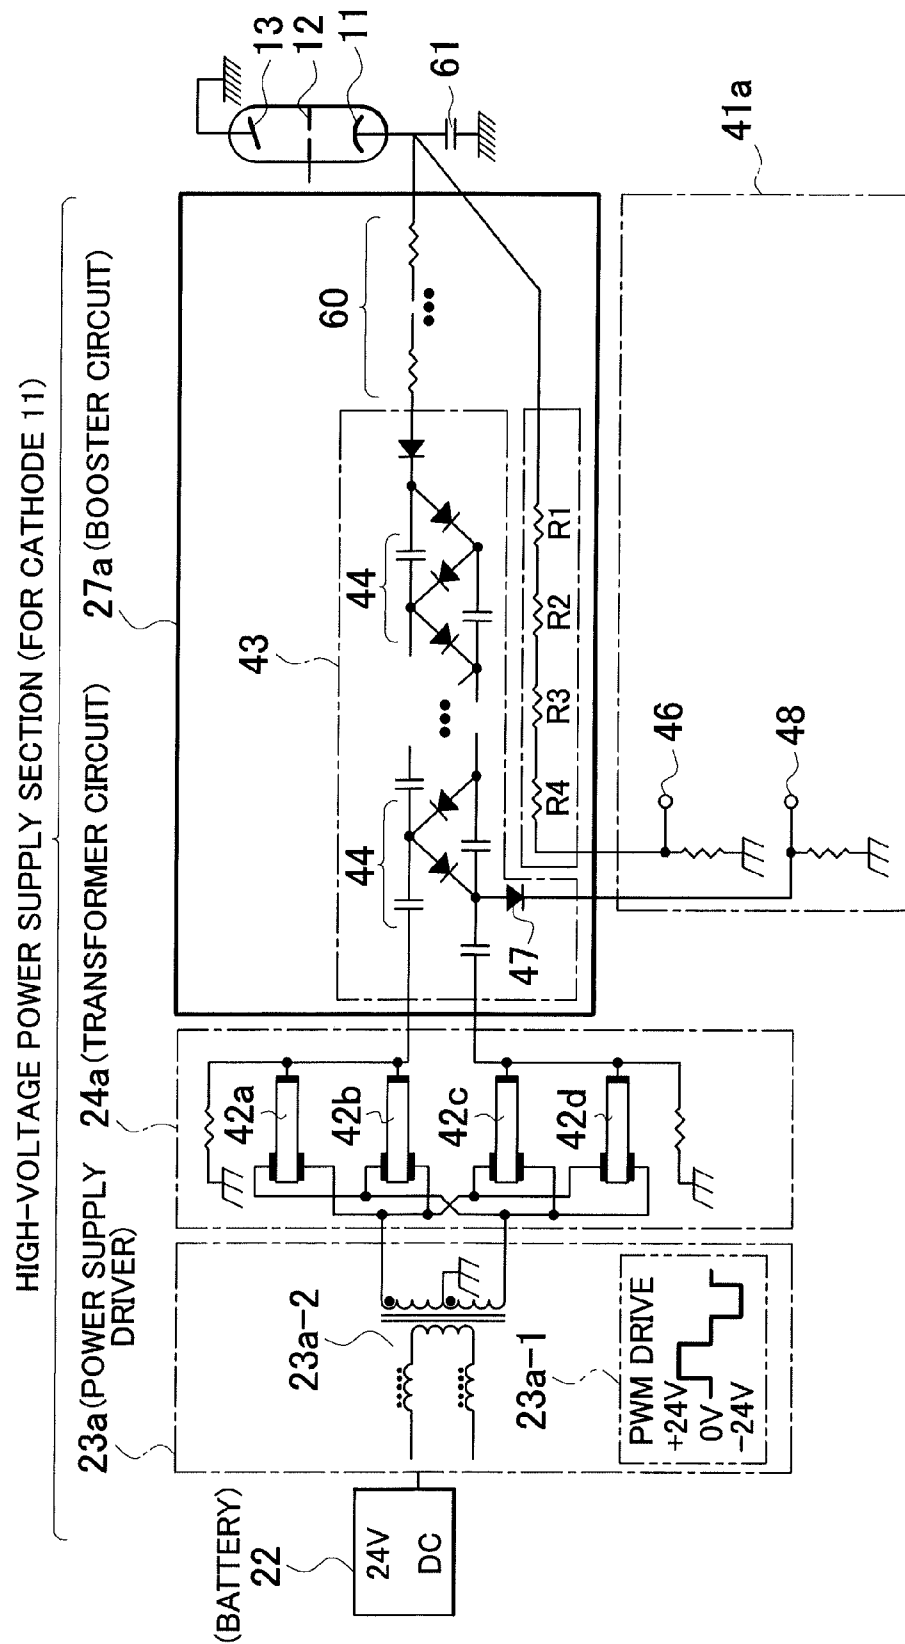 HIGH-VOLTAGE POWER SUPPLY SECTION (FOR CATHODE 11)
23a (POWER SUPPLY DRIVER)
24a (TRANSFORMER CIRCUIT)
27a (BOOSTER CIRCUIT)
(BATTERY)
22
24V
DC
23a-2
23a-1
PWM DRIVE
+24V
0V
-24V
42a
42b
42c
42d
43
44
44
47
60
R4
R3
R2
R1
46
48
41a
13
12
11
61